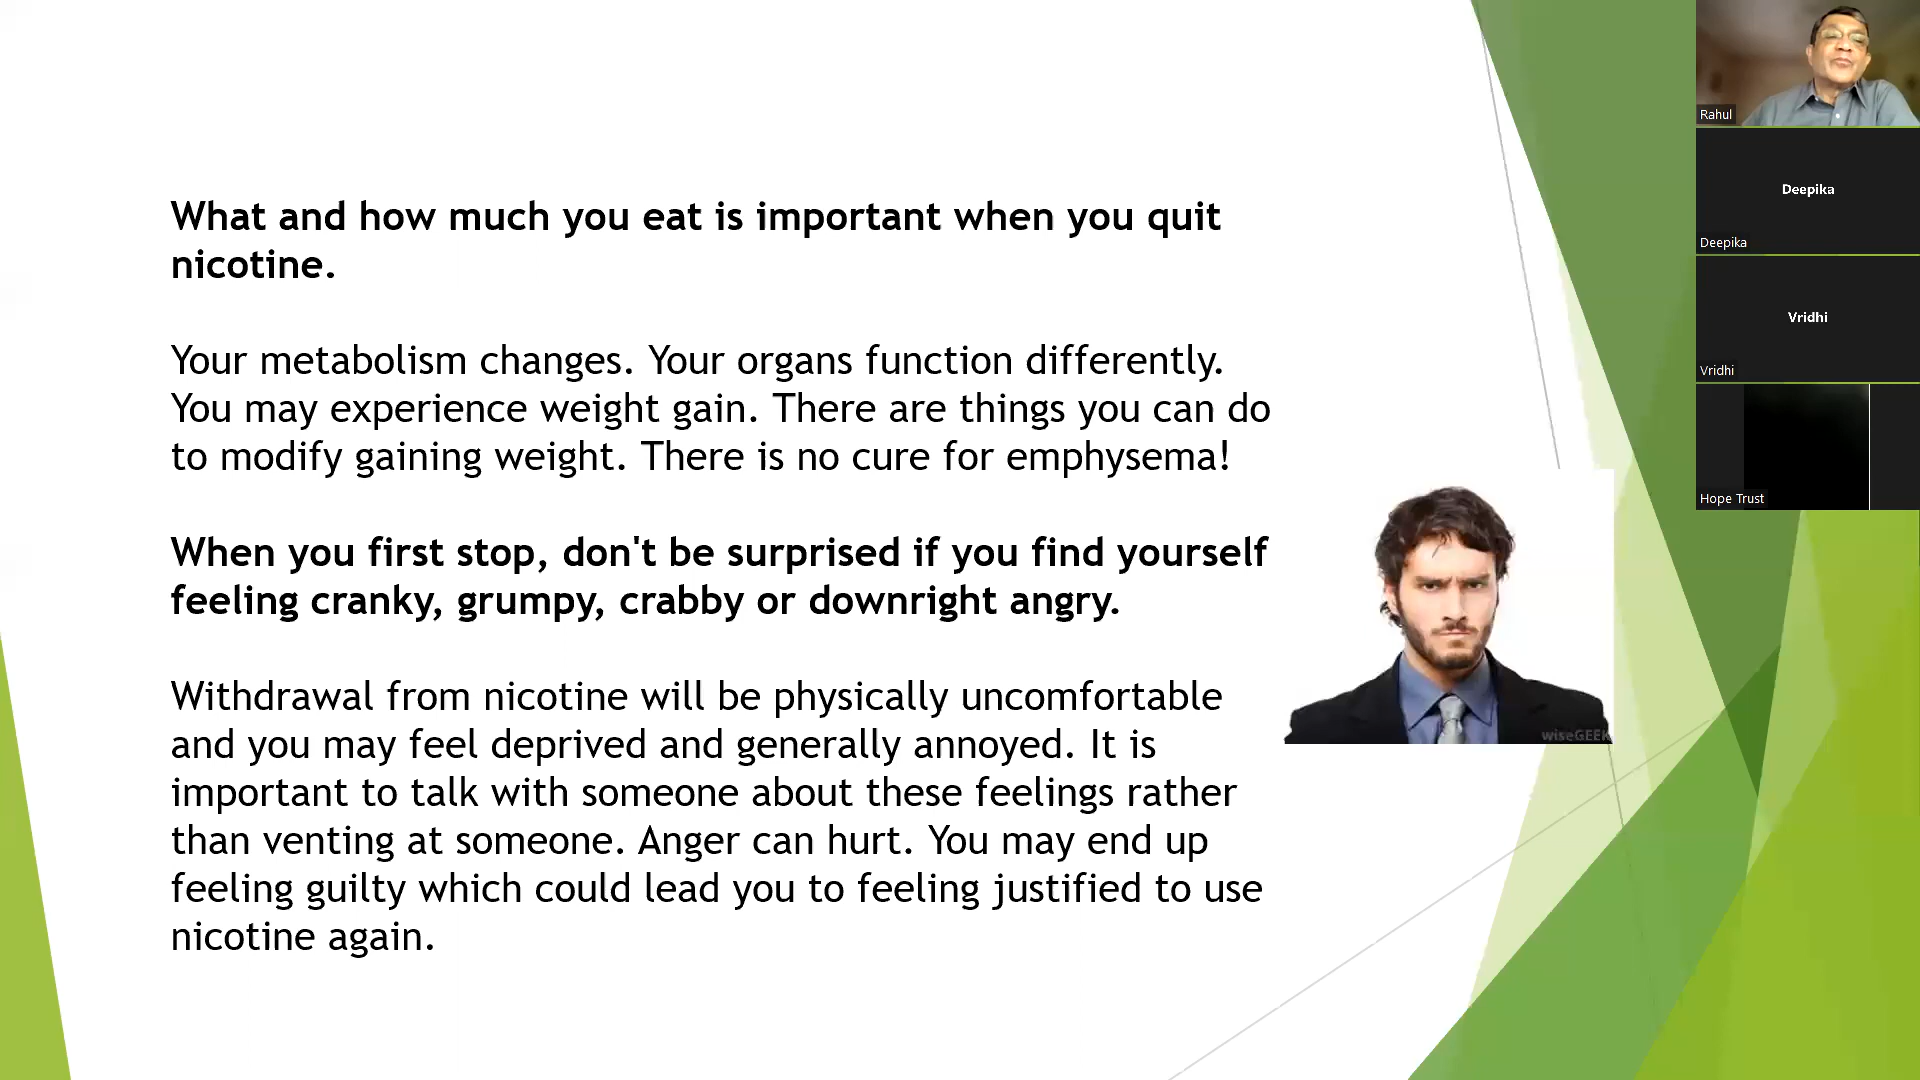 What and how much you eat is important when you quit
nicotine.
Your metabolism changes. Your organs function differently.
You may experience weight gain. There are things you can do
to modify gaining weight. There is no cure for emphysema!
When you first stop, don't be surprised if you find yourself
feeling cranky, grumpy, crabby or downright angry.
Withdrawal from nicotine will be physically uncomfortable
and you may feel deprived and generally annoyed. It is
important to talk with someone about these feelings rather
than venting at someone. Anger can hurt. You may end up
feeling guilty which could lead you to feeling justified to use
nicotine again.
wiseGEEK
Rahul
Deepika
Deepika
Vridhi
Vridhi
Hope Trust